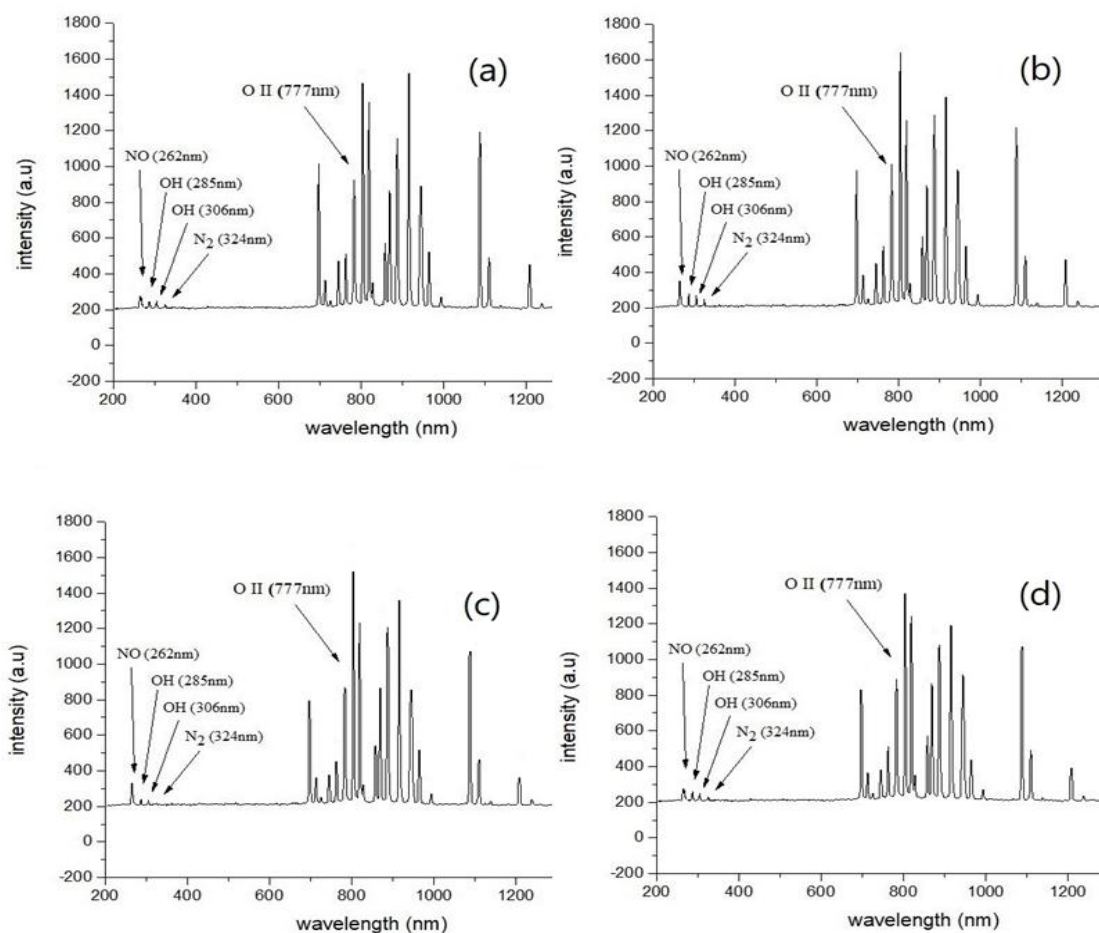 1800
1600
1400
1200
1000
800
600
400
200
0
-200
intensity (a.u)
(a)
O II (777nm)
NO (262nm)
OH (285nm)
OH (306nm)
N2 (324nm)
200 400 600 800 1000 1200
wavelength (nm)
1800
1600
1400
1200
1000
800
600
400
200
0
-200
intensity (a.u)
(b)
O II (777nm)
NO (262nm)
OH (285nm)
OH (306nm)
N2 (324nm)
200 400 600 800 1000 1200
wavelength (nm)
1800
1600
1400
1200
1000
800
600
400
200
0
-200
intensity (a.u)
(c)
O II (777nm)
NO (262nm)
OH (285nm)
OH (306nm)
N2 (324nm)
200 400 600 800 1000 1200
wavelength (nm)
1800
1600
1400
1200
1000
800
600
400
200
0
-200
intensity (a.u)
(d)
O II (777nm)
NO (262nm)
OH (285nm)
OH (306nm)
N2 (324nm)
200 400 600 800 1000 1200
wavelength (nm)